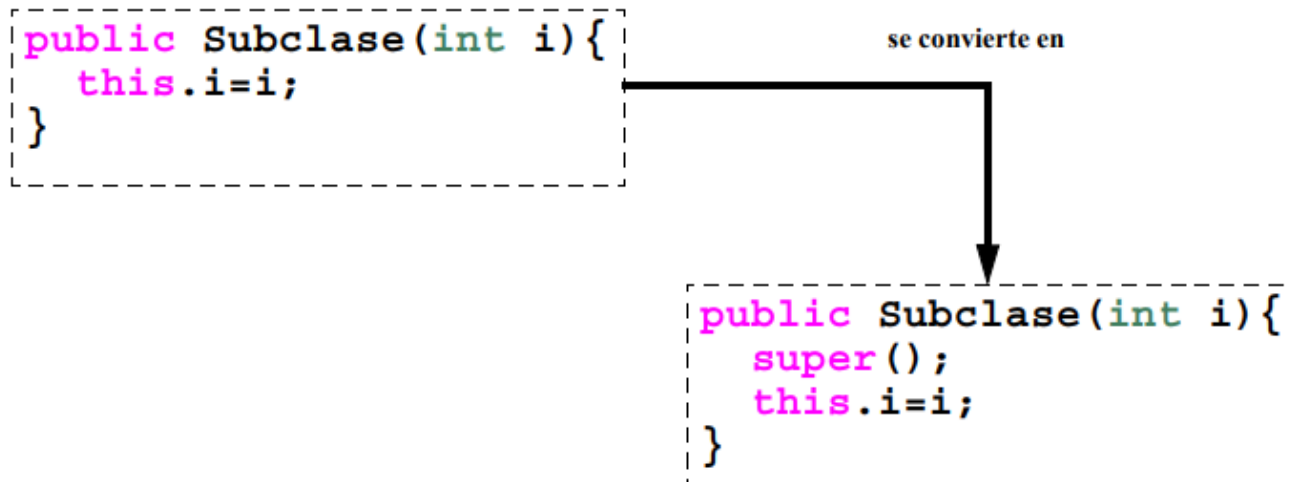 public Subclase(int i){
this.i=i;
}
se convierte en
public Subclase(int i){
super();
this.i=i;
}